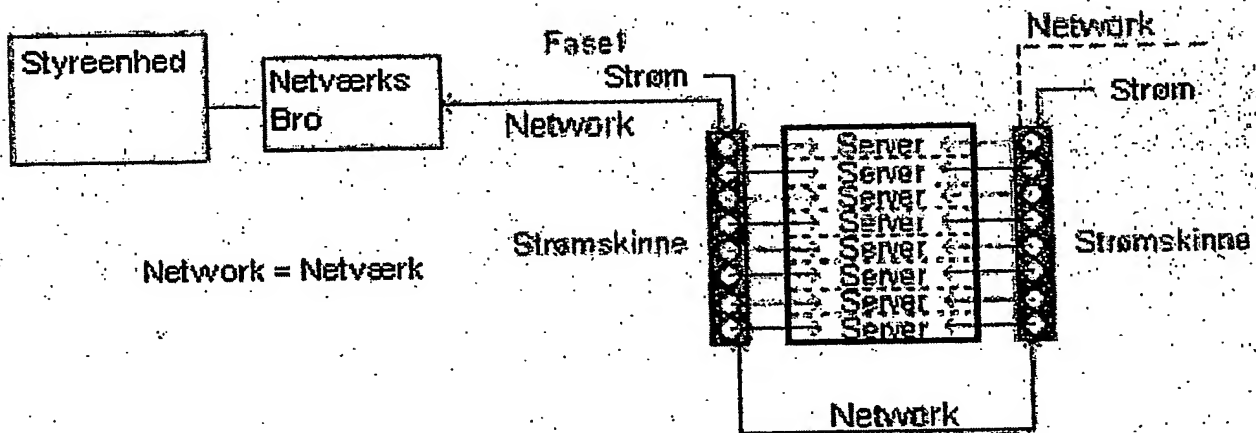 Styreenhed
Netværks
Bro
Fase1
Strøm
Network
Network
Strøm
Server
Server
Server
Server
Server
Server
Server
Server
Strømskinne
Strømskinne
Network = Netværk
Network